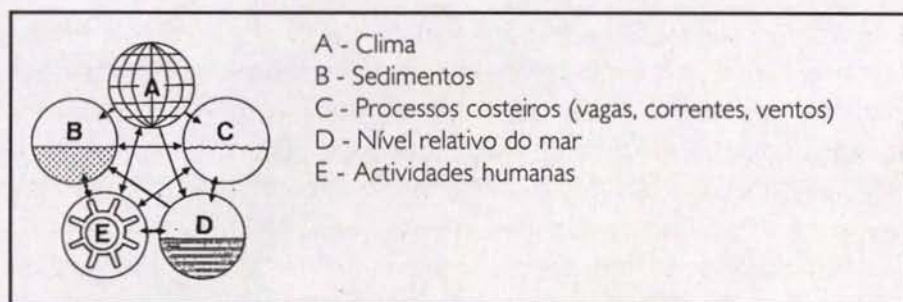 A - Clima
B - Sedimentos
C - Processos costeiros (vagas, correntes, ventos)
D - Nível relativo do mar
E - Actividades humanas
A
B
C
E
D